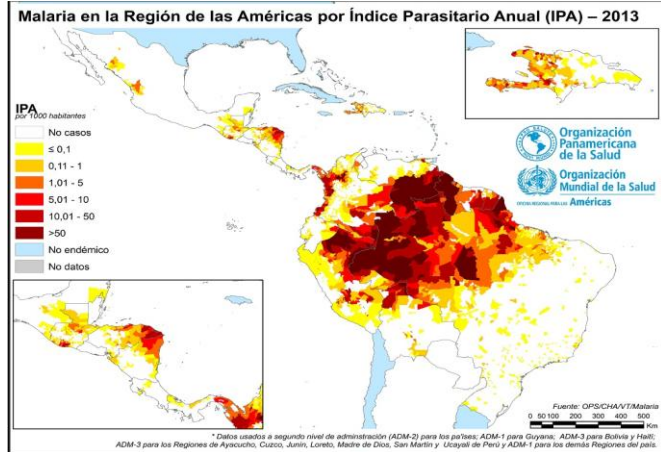 Malaria en la Región de las Américas por Índice Parasitario Anual (IPA) – 2013
IPA
por 1000 habitantes
No casos
≤ 0,1
0,11 - 1
1,01 - 5
5,01 - 10
10,01 - 50
>50
No endémico
No datos
Organización
Panamericana
de la Salud
Organización
Mundial de la Salud
OFICINA REGIONAL PARA LAS Américas
Fuente: OPS/CHA/VT/Malaria
0 50 100 200 300 400 500
Km
* Datos usados a segundo nivel de adminstración (ADM-2) para los países; ADM-1 para Guyana; ADM-3 para Bolivia y Haití;
ADM-3 para los Regiones de Ayacucho, Cuzco, Junín, Loreto, Madre de Dios, San Martín y Ucayali de Perú y ADM-1 para los demás Regiones del país.